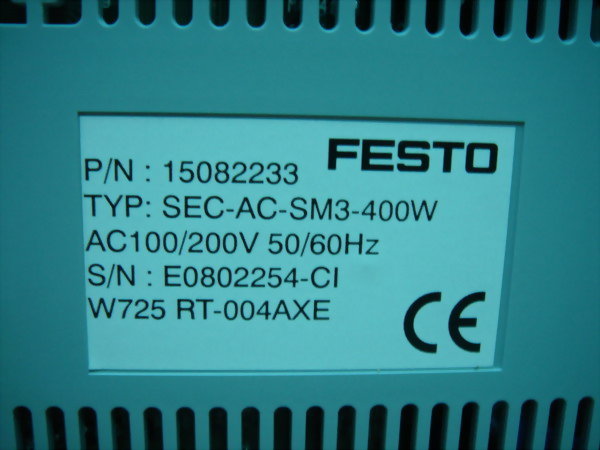 FESTO
P/N : 15082233
TYP: SEC-AC-SM3-400W
AC100/200V 50/60Hz
S/N : E0802254-CI
W725 RT-004AXE
CE